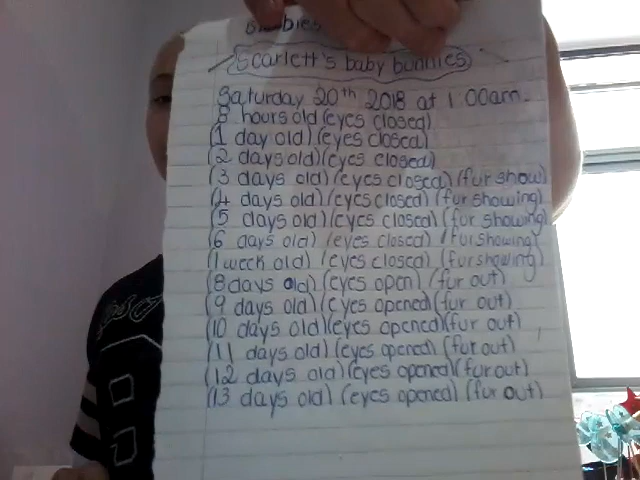 Scarlett's baby bunnies
Saturday 20th 2018 at 1:00am.
8 hours old (eyes closed)
(1 day old) (eyes closed)
(2 days old) (eyes closed)
(3 days old) (eyes closed) (fur show)
(4 days old) (eyes closed) (fur showing)
(5 days old) (eyes closed) (fur showing)
(6 days old) (eyes closed) (fur showing)
(1 week old) (eyes closed) (fur showing)
(8 days old) (eyes open) (fur out)
(9 days old) (eyes opened) (fur out)
(10 days old) (eyes opened) (fur out)
(11 days old) (eyes opened) (fur out)
(12 days old) (eyes opened) (fur out)
(13 days old) (eyes opened) (fur out)